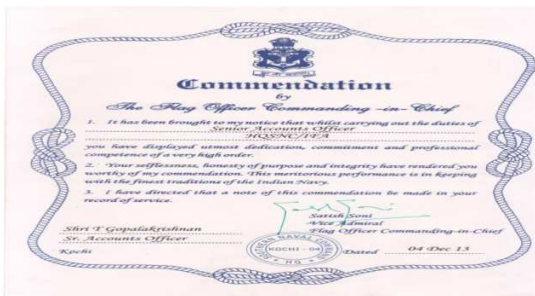 Commendation
by
The Flag Officer Commanding -in- Chief
1. It has been brought to my notice that whilst carrying out the duties of
Senior Accounts Officer
HQSNC/IFA
you have displayed utmost dedication, commitment and professional
competence of a very high order.
2. Your selflessness, honesty of purpose and integrity have rendered you
worthy of my commendation. This meritorious performance is in keeping
with the finest traditions of the Indian Navy.
3. I have directed that a note of this commendation be made in your
record of service.
Satish Soni
Vice Admiral
Shri T Gopalakrishnan
Flag Officer Commanding-in-Chief
Sr. Accounts Officer
NAVAL
KOCHI - 04
HQ
Kochi
Dated 04 Dec 13